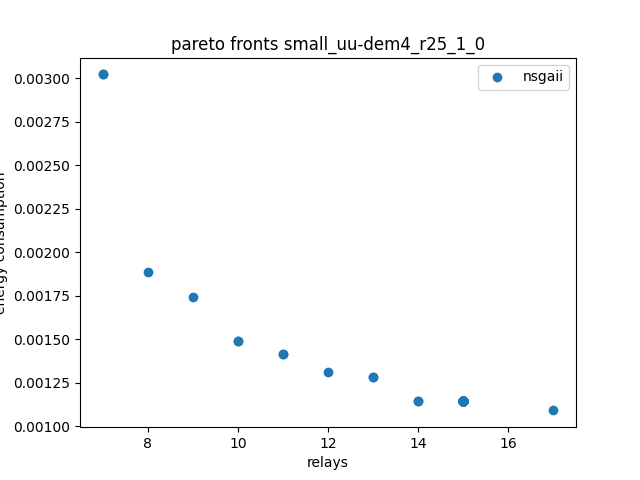 pareto fronts small_uu-dem4_r25_1_0
nsgaii
0.00300
0.00275
0.00250
0.00225
0.00200
0.00175
0.00150
0.00125
0.00100
energy consumption
8 10 12 14 16
relays